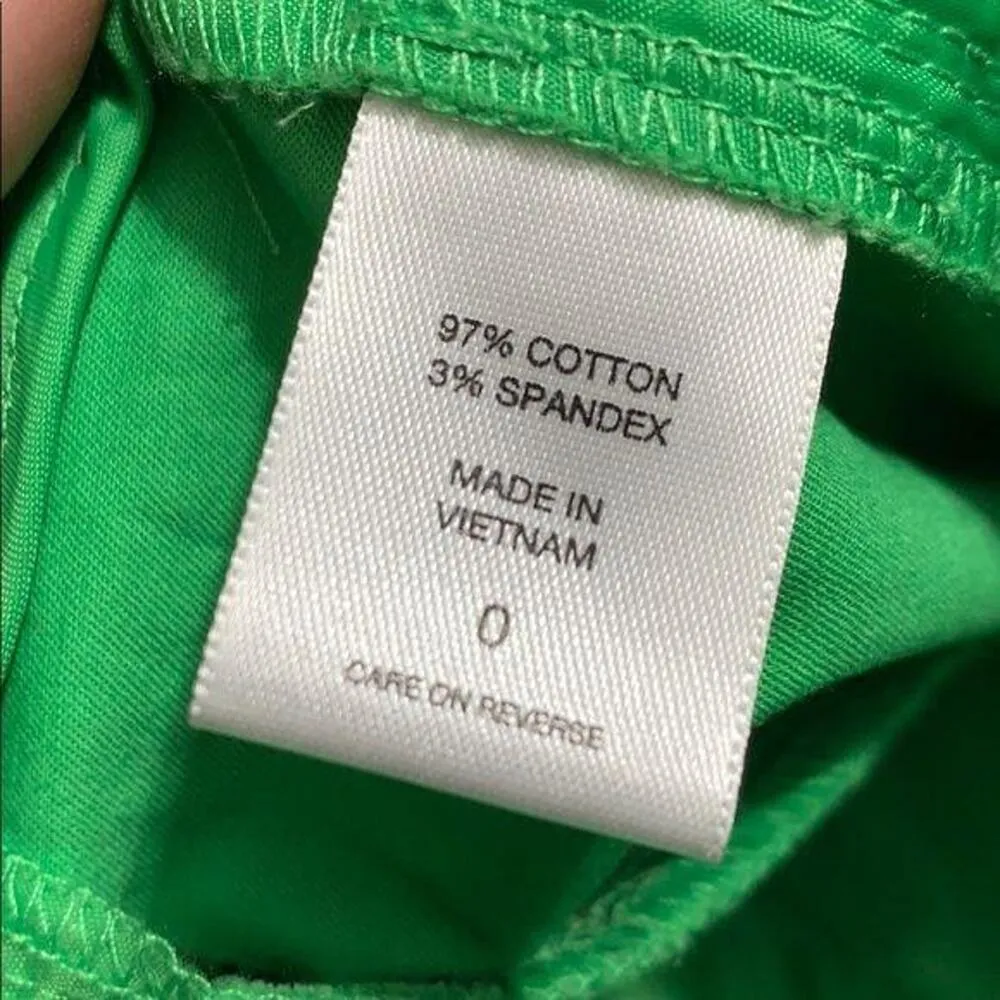 97% COTTON
3% SPANDEX
MADE IN
VIETNAM
0
CARE ON REVERSE